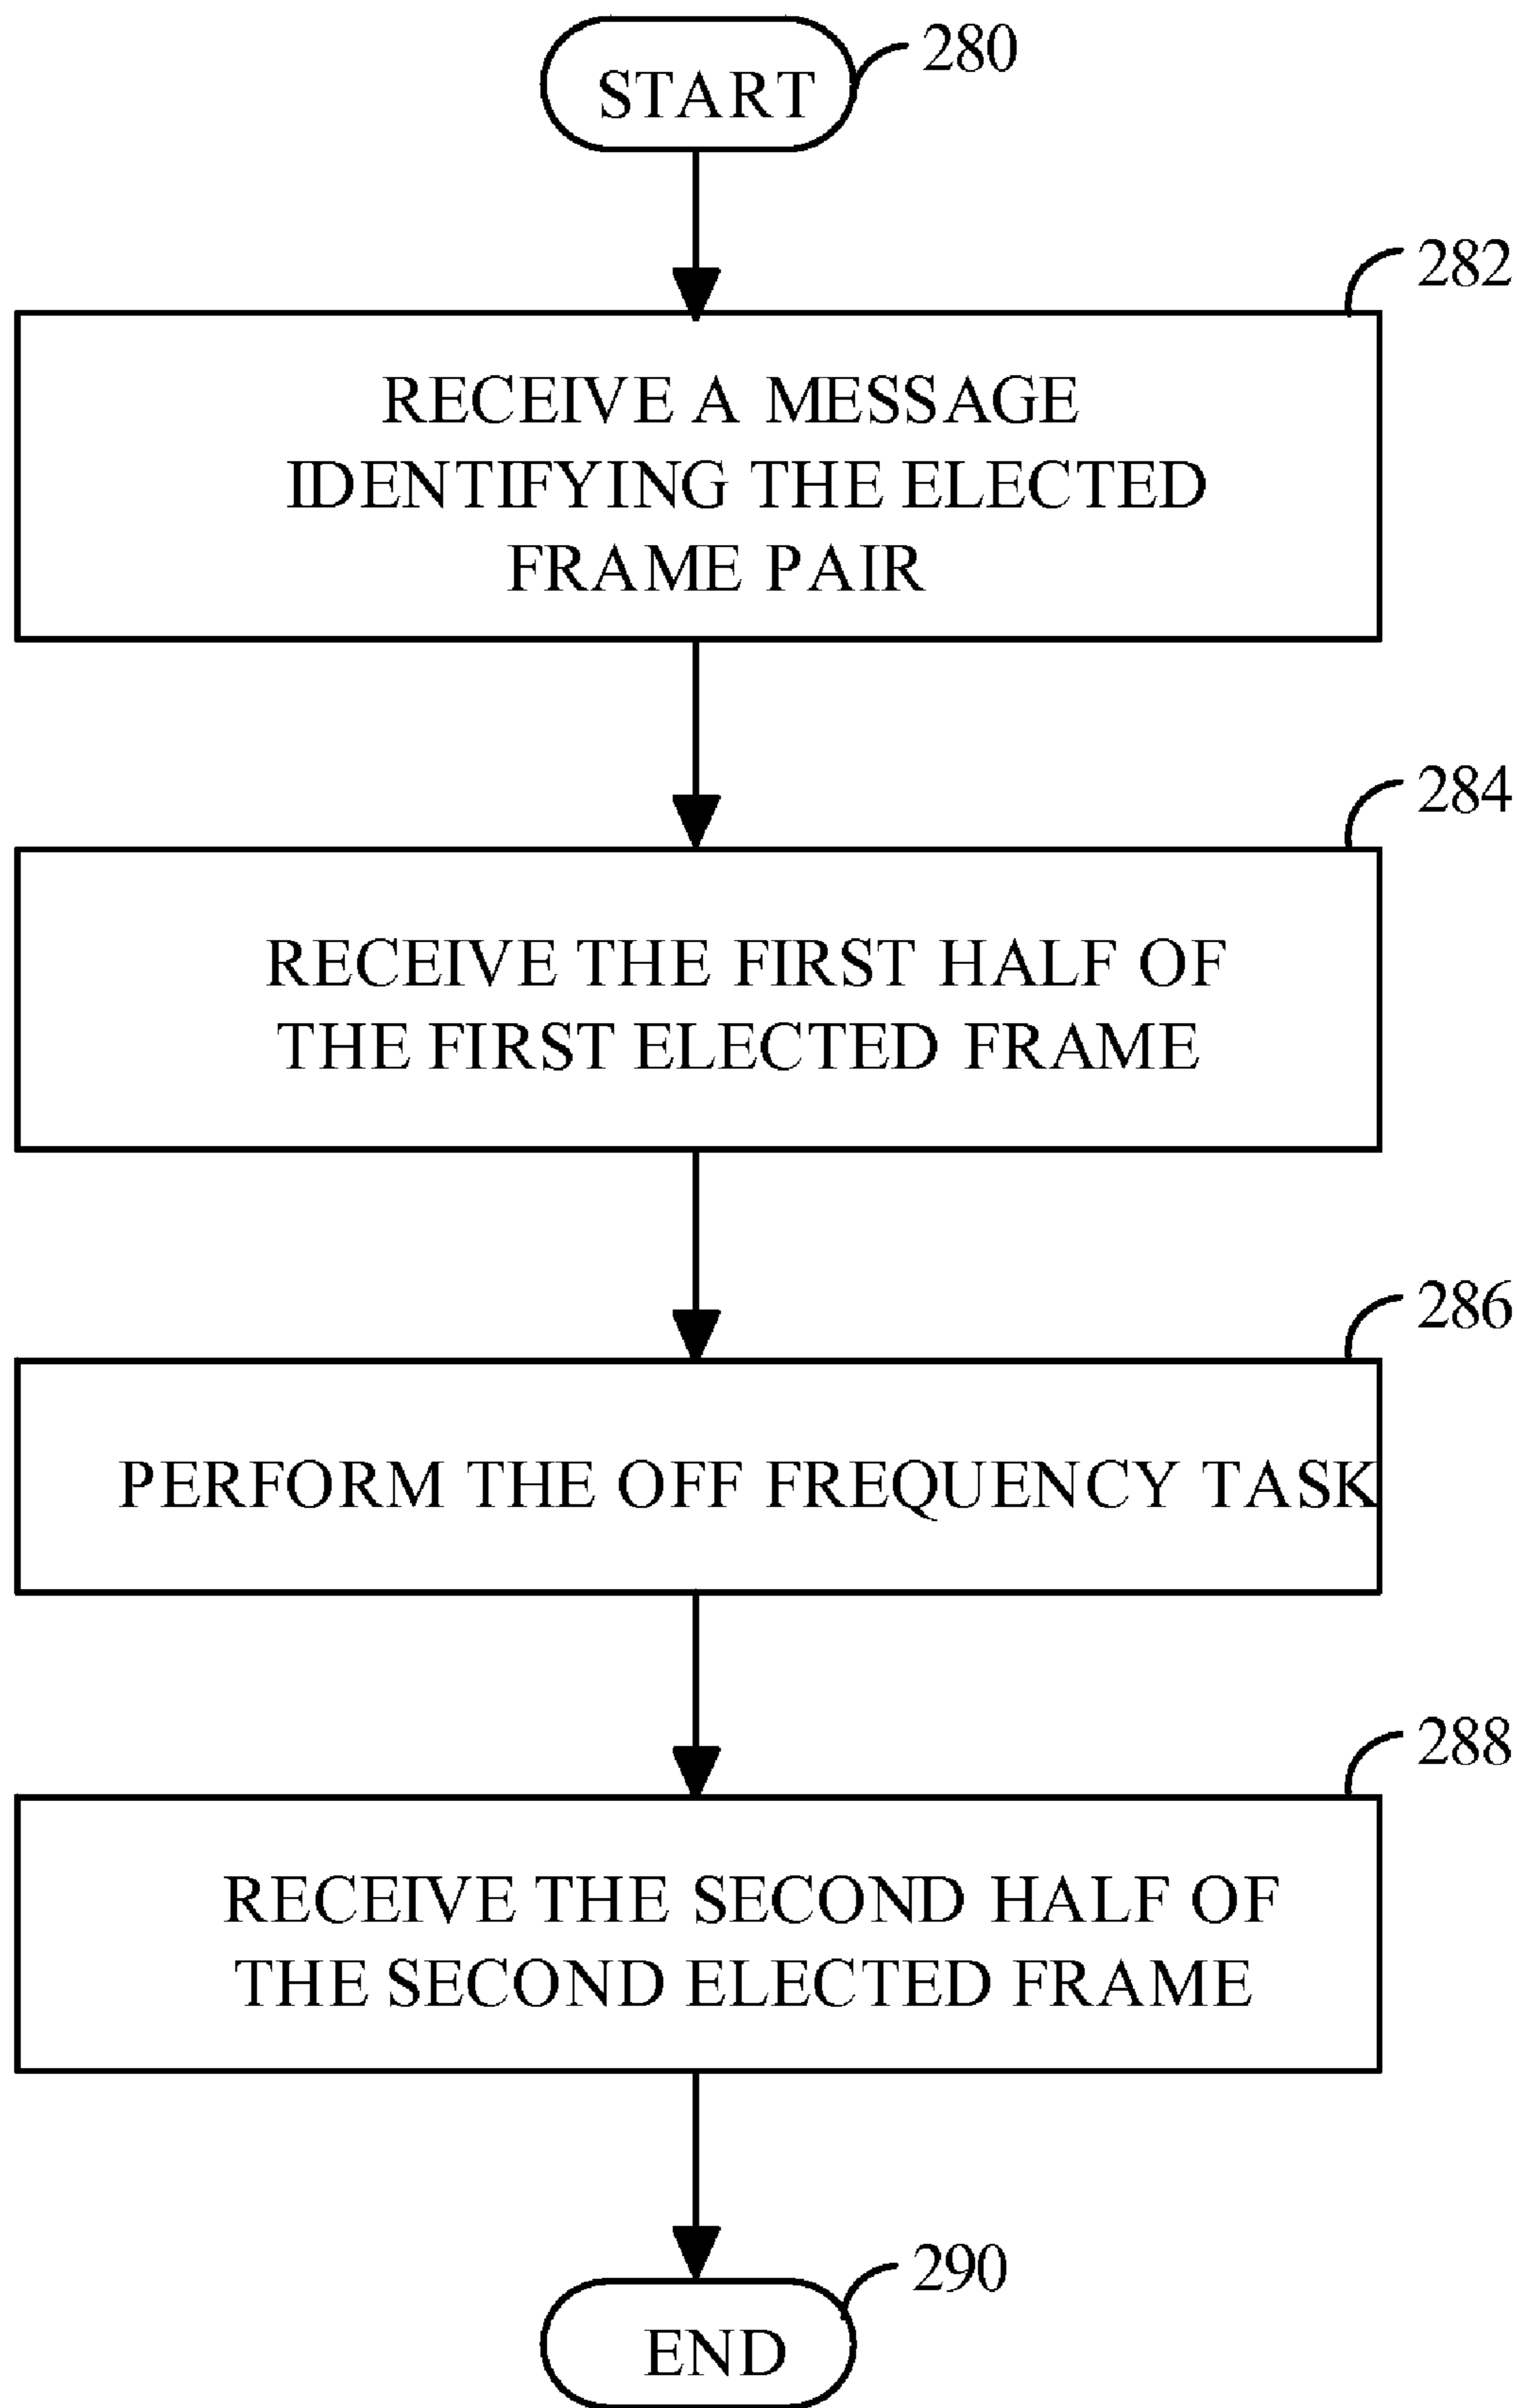 START
280
282
RECEIVE A MESSAGE
IDENTIFYING THE ELECTED
FRAME PAIR
284
RECEIVE THE FIRST HALF OF
THE FIRST ELECTED FRAME
286
PERFORM THE OFF FREQUENCY TASK
288
RECEIVE THE SECOND HALF OF
THE SECOND ELECTED FRAME
290
END